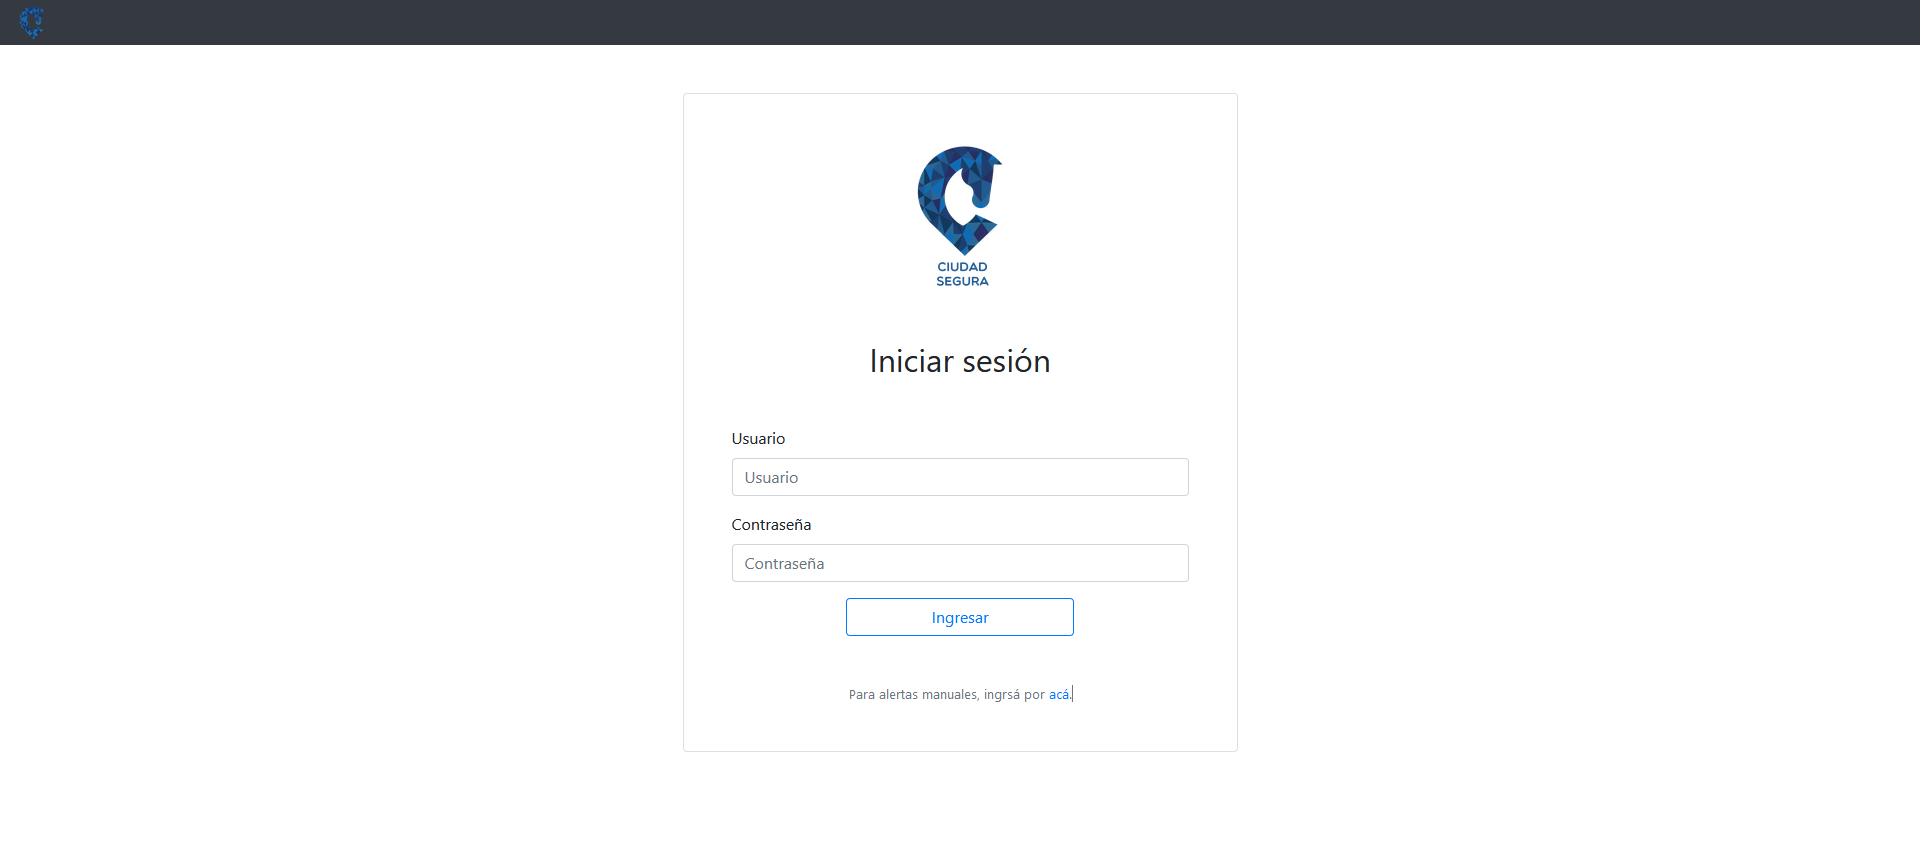 CIUDAD
SEGURA
Iniciar sesión
Usuario
Usuario
Contraseña
Contraseña
Ingresar
Para alertas manuales, ingrsá por acá.